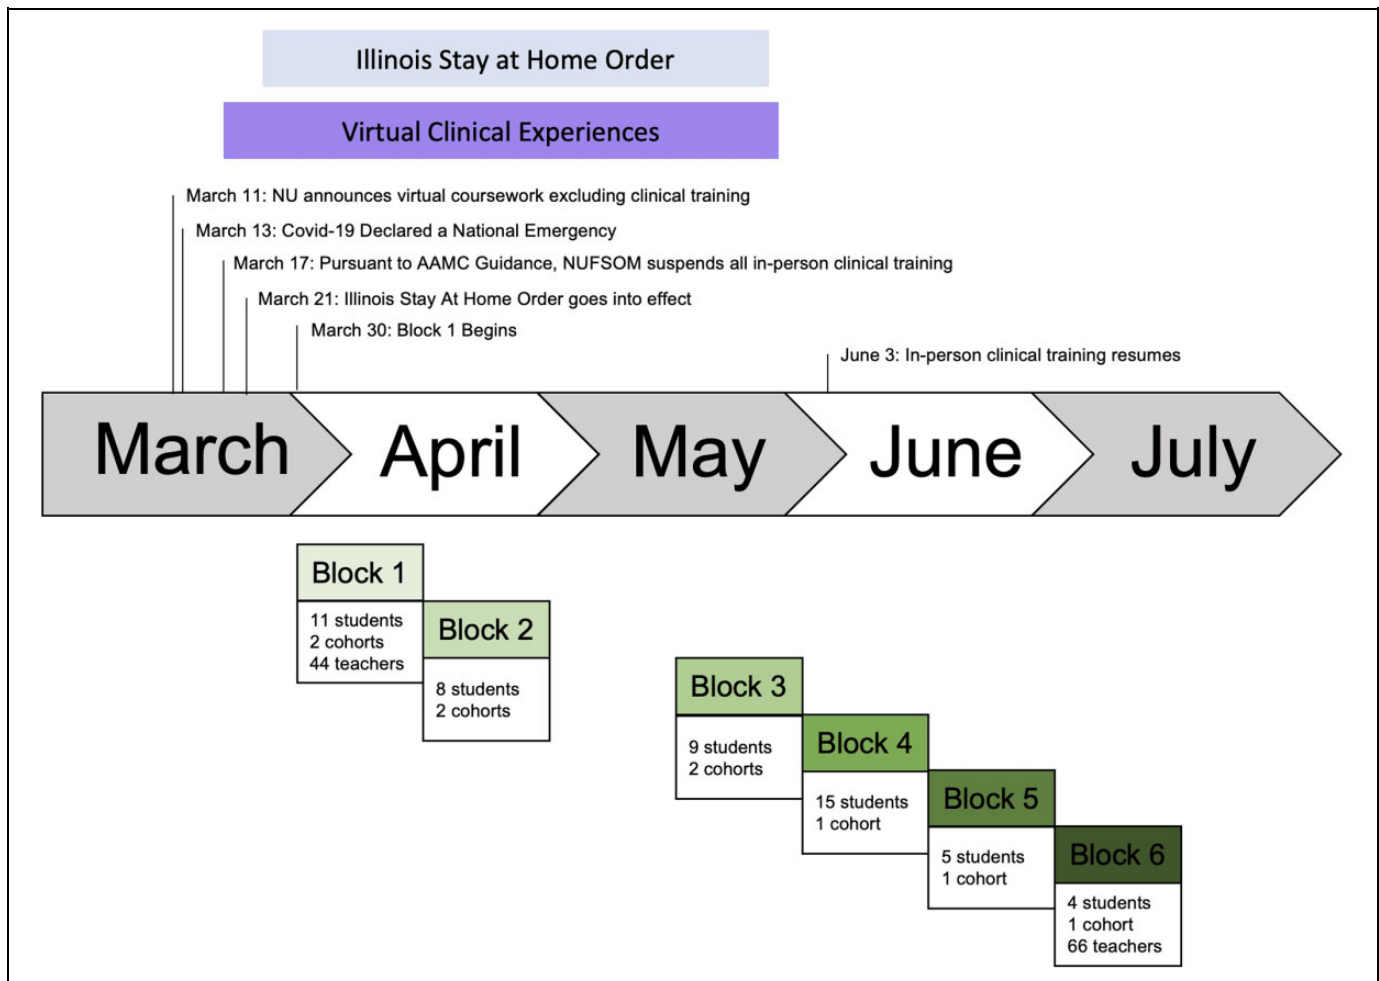 Illinois Stay at Home Order
Virtual Clinical Experiences
March 11: NU announces virtual coursework excluding clinical training
March 13: Covid-19 Declared a National Emergency
March 17: Pursuant to AAMC Guidance, NUFSOM suspends all in-person clinical training
March 21: Illinois Stay At Home Order goes into effect
March 30: Block 1 Begins
June 3: In-person clinical training resumes
March
April
May
June
July
Block 1
11 students
2 cohorts
44 teachers
Block 2
8 students
2 cohorts
Block 3
9 students
2 cohorts
Block 4
15 students
1 cohort
Block 5
5 students
1 cohort
Block 6
4 students
1 cohort
66 teachers